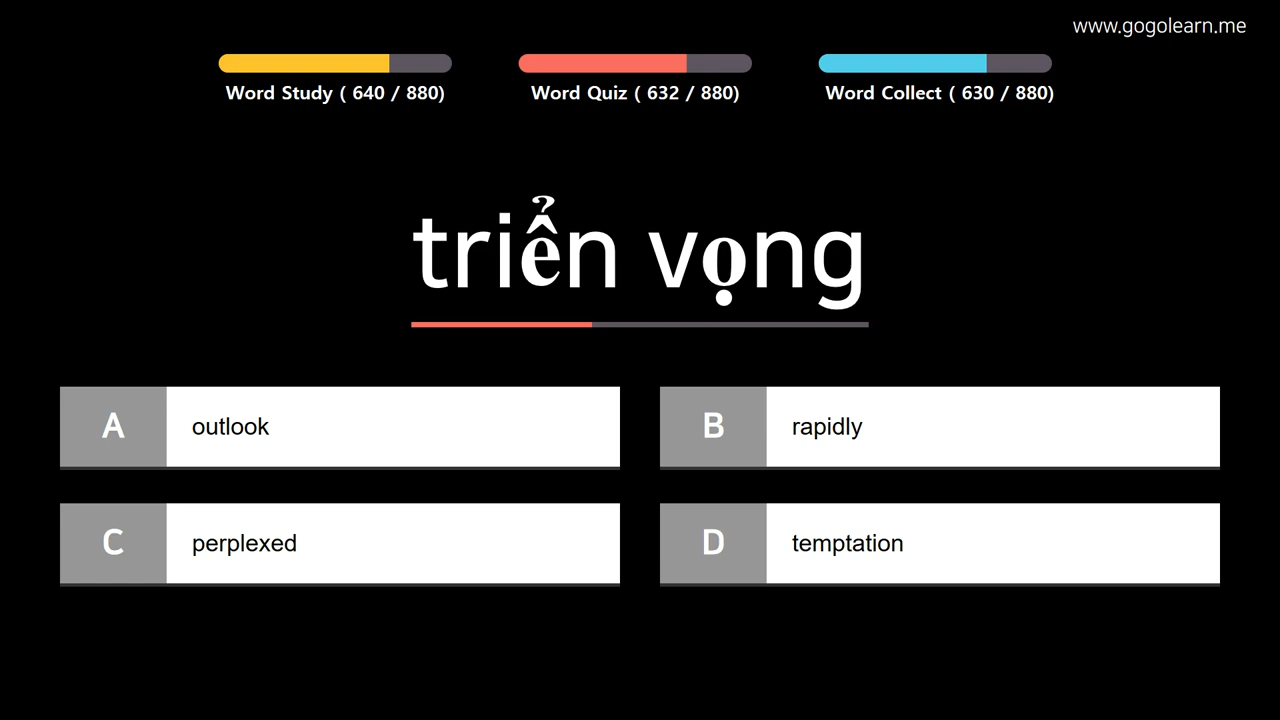 www.gogolearn.me
Word Study ( 640 / 880)
Word Quiz ( 632 / 880)
Word Collect ( 630 / 880)
triển vọng
A outlook
B rapidly
C perplexed
D temptation